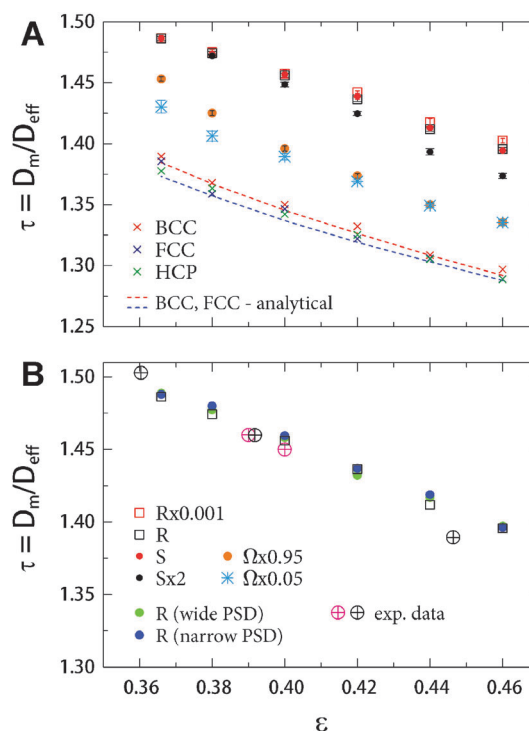 A
1.50
1.45
1.40
1.35
1.30
1.25
τ = Dm/Deff
× BCC
× FCC
× HCP
BCC, FCC - analytical
B
1.50
1.45
1.40
1.35
1.30
τ = Dm/Deff
Rx0.001
R
S Ωx0.95
Sx2 Ωx0.05
R (wide PSD) exp. data
R (narrow PSD)
0.36 0.38 0.40 0.42 0.44 0.46
ε